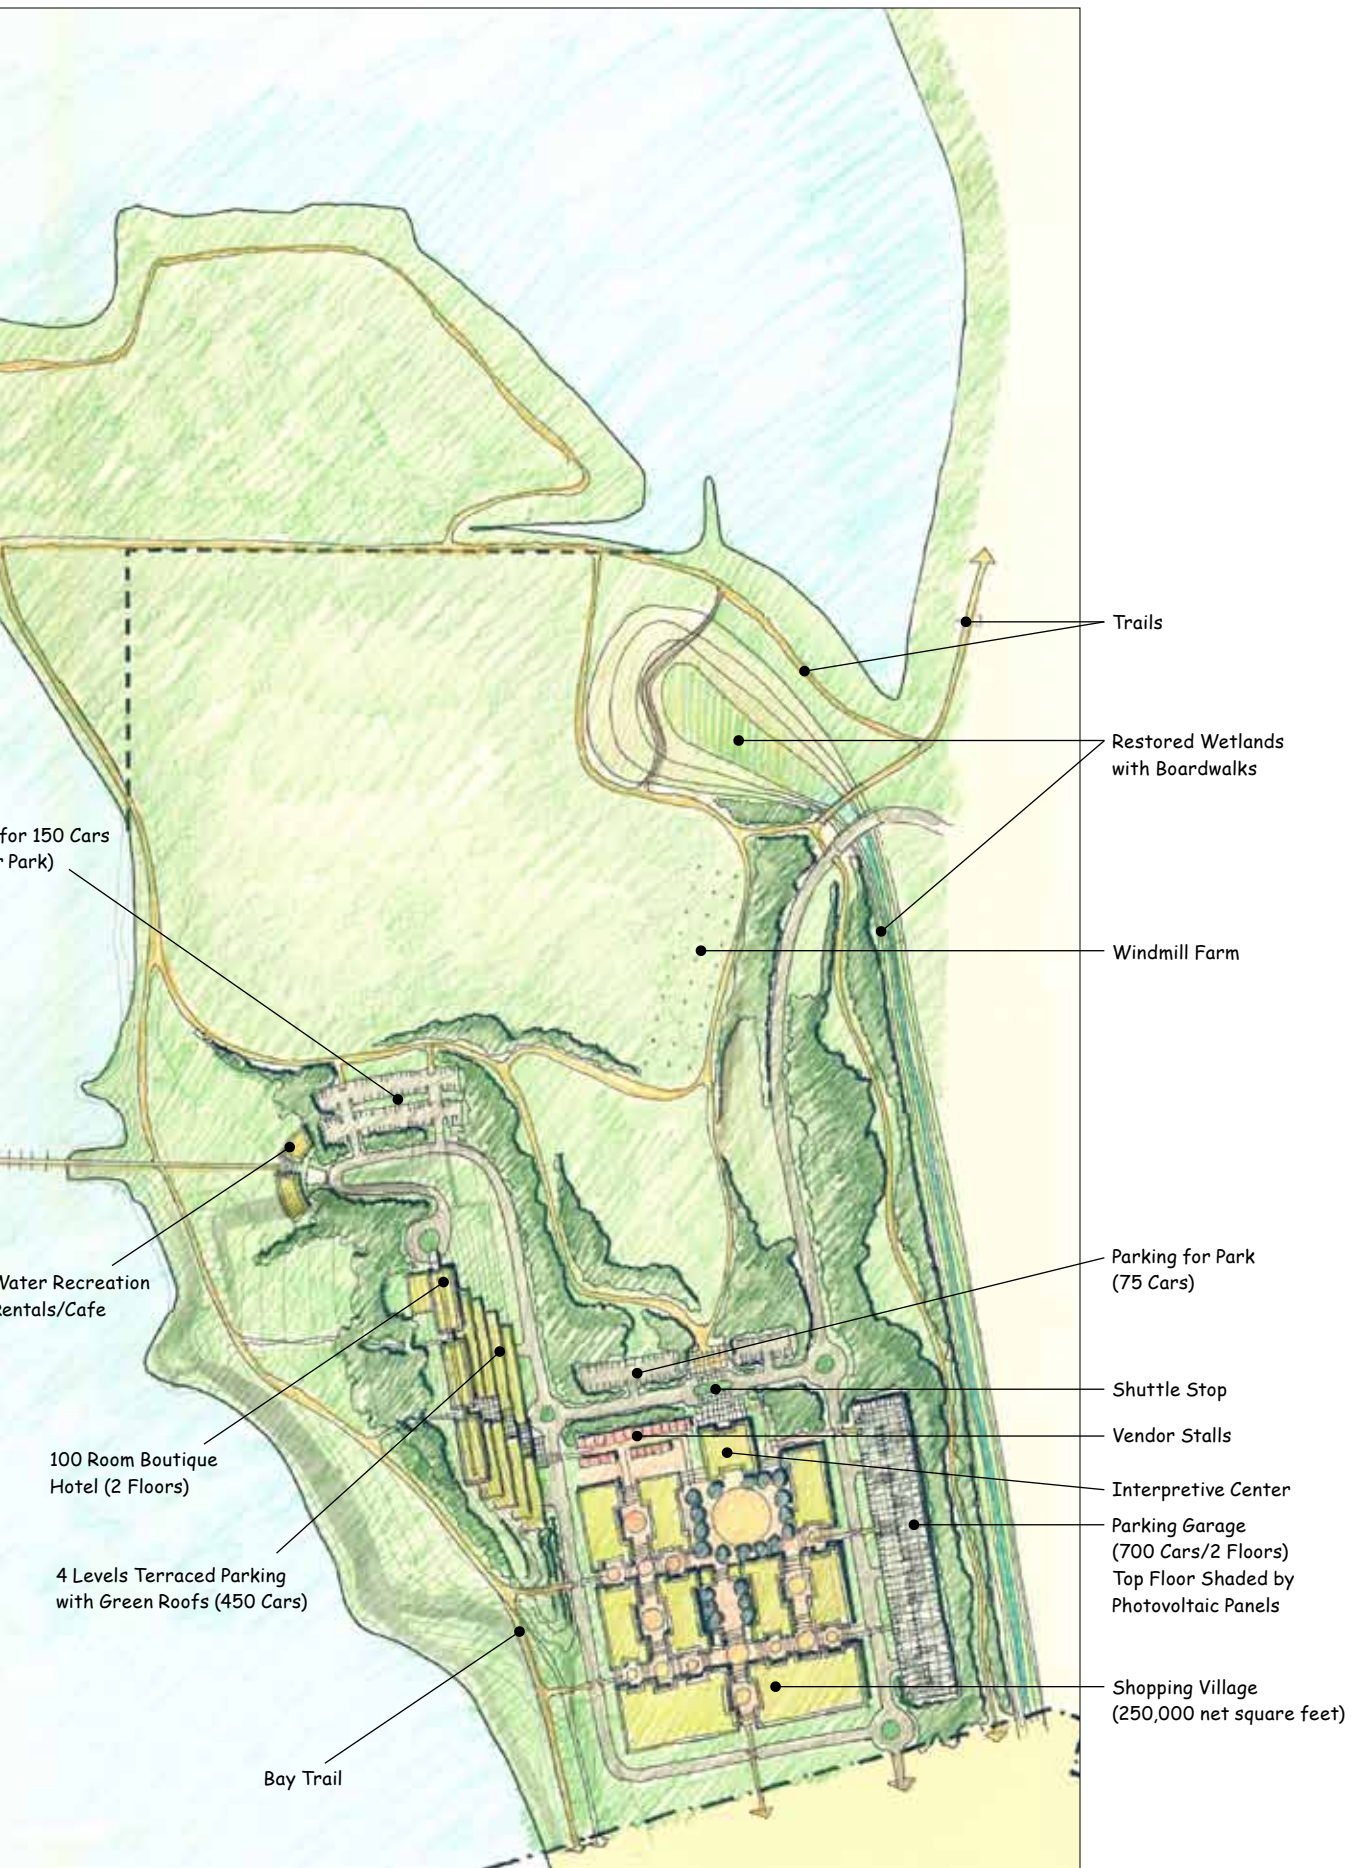 Trails
Restored Wetlands
with Boardwalks
for 150 Cars
Park)
Windmill Farm
Parking for Park
(75 Cars)
Water Recreation
Rentals/Cafe
Shuttle Stop
Vendor Stalls
100 Room Boutique
Hotel (2 Floors)
Interpretive Center
Parking Garage
(700 Cars/2 Floors)
Top Floor Shaded by
Photovoltaic Panels
4 Levels Terraced Parking
with Green Roofs (450 Cars)
Shopping Village
(250,000 net square feet)
Bay Trail